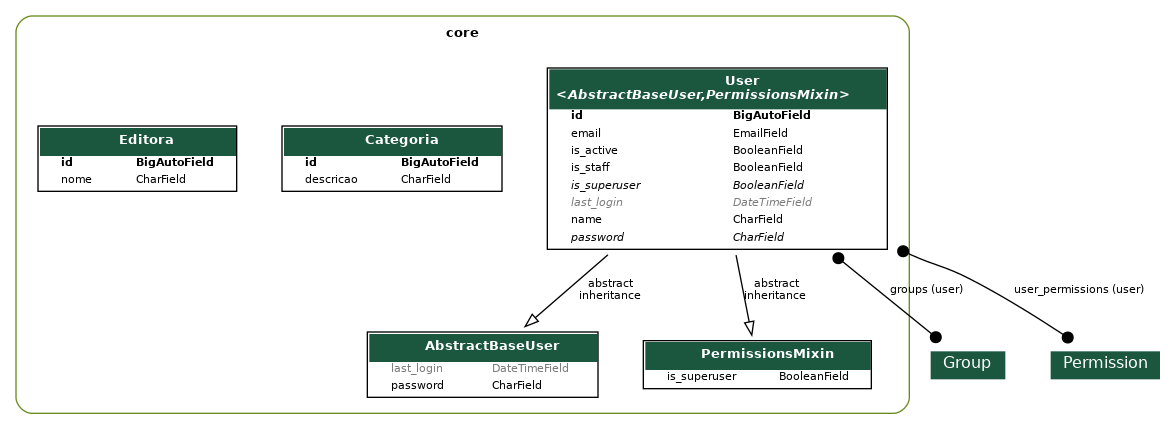 core
Editora
id BigAutoField
nome CharField
Categoria
id BigAutoField
descricao CharField
User
<AbstractBaseUser,PermissionsMixin>
id BigAutoField
email EmailField
is_active BooleanField
is_staff BooleanField
is_superuser BooleanField
last_login DateTimeField
name CharField
password CharField
abstract
inheritance
abstract
inheritance
groups (user)
user_permissions (user)
AbstractBaseUser
last_login DateTimeField
password CharField
PermissionsMixin
is_superuser BooleanField
Group
Permission